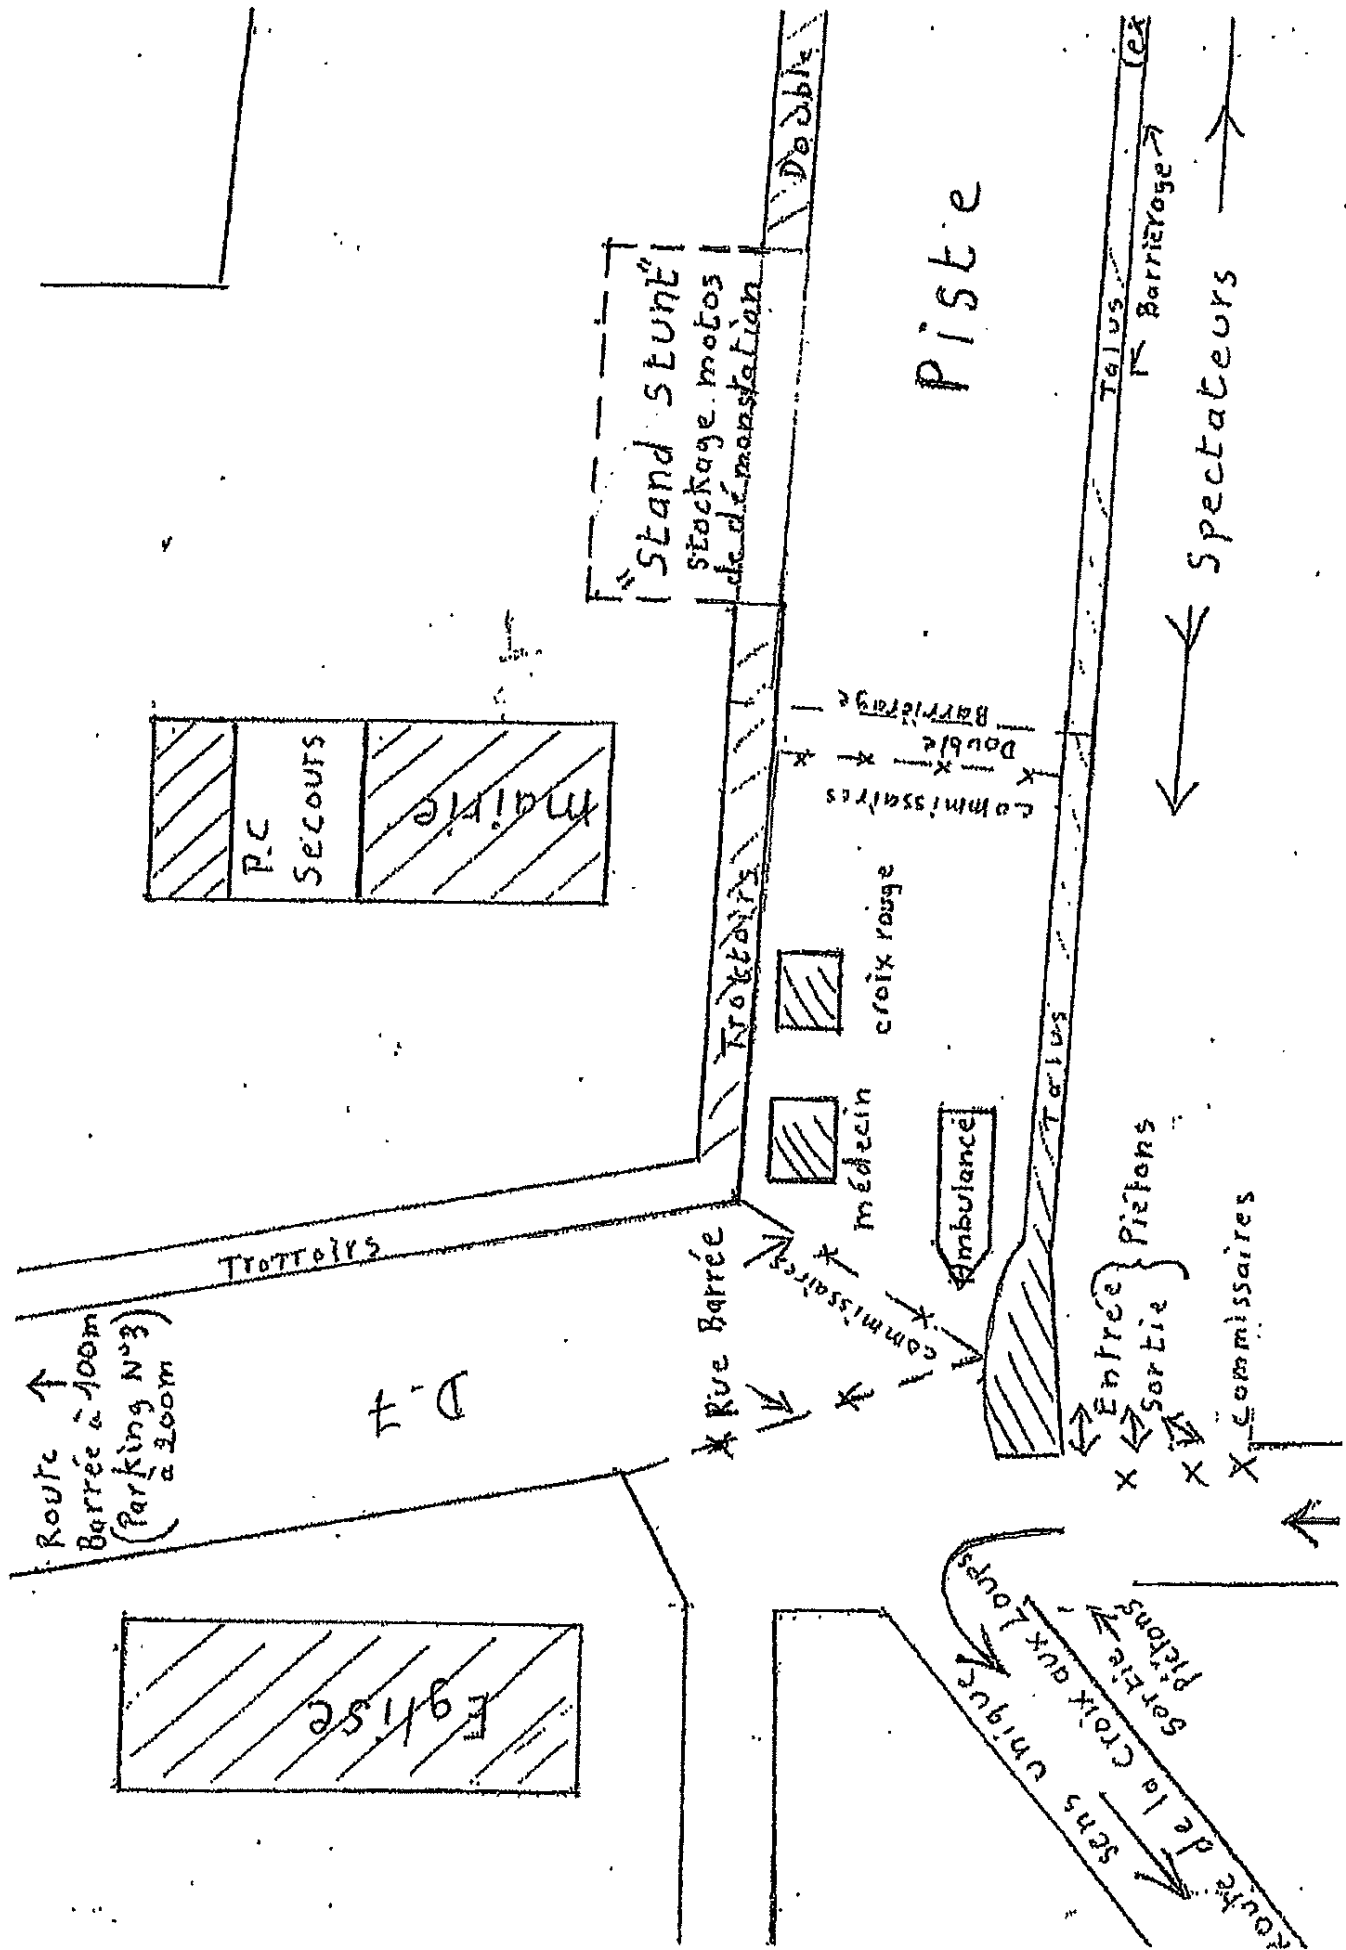 Route
Barrée à 100m
(Parking N°3)
à 200m
Trottoirs
D.7
Eglise
P.C
Secours
mairie
"Stand stunt"
(stockage motos
de démonstation
Double
Trottoirs
Piste
Barrièrage
Double
commissaires
croix rouge
médecin
Ambulance
Rue Barrée
commissaires
Talus
Talus
(ex
Barrièrage
Spectateurs
Entrée
Sortie
Piétons
commissaires
Sens unique
Route de la Croix aux Loups
Sortie
piétons